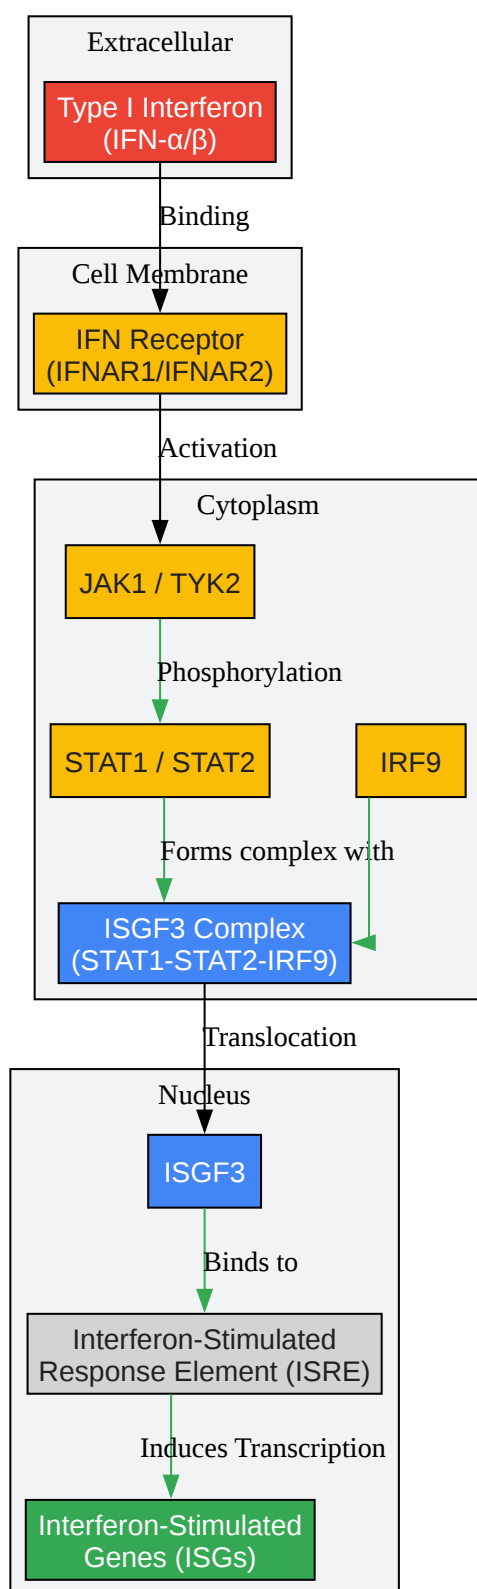 Extracellular
Type I Interferon
(IFN-α/β)
Binding
Cell Membrane
IFN Receptor
(IFNAR1/IFNAR2)
Activation
Cytoplasm
JAK1 / TYK2
Phosphorylation
STAT1 / STAT2
IRF9
Forms complex with
ISGF3 Complex
(STAT1-STAT2-IRF9)
Translocation
Nucleus
ISGF3
Binds to
Interferon-Stimulated
Response Element (ISRE)
Induces Transcription
Interferon-Stimulated
Genes (ISGs)